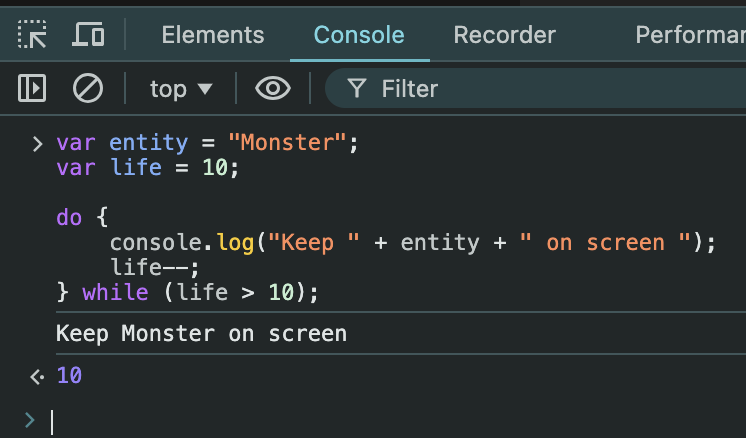 Elements Console Recorder Performan
top ▼ Filter
> var entity = "Monster";
var life = 10;
do {
    console.log("Keep " + entity + " on screen ");
    life--;
} while (life > 10);
Keep Monster on screen
<· 10
>